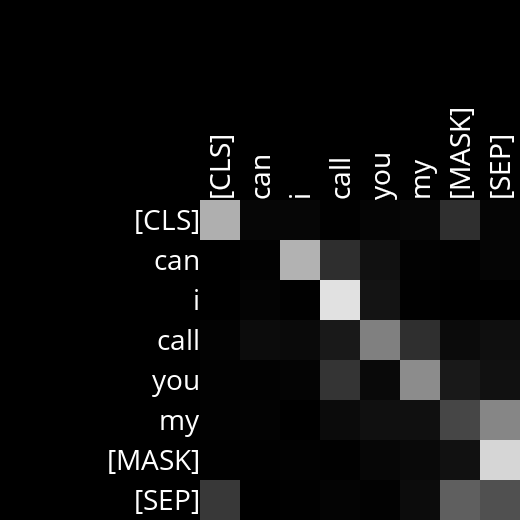 [CLS] can i call you my [MASK] [SEP]
[CLS]
can
i
call
you
my
[MASK]
[SEP]